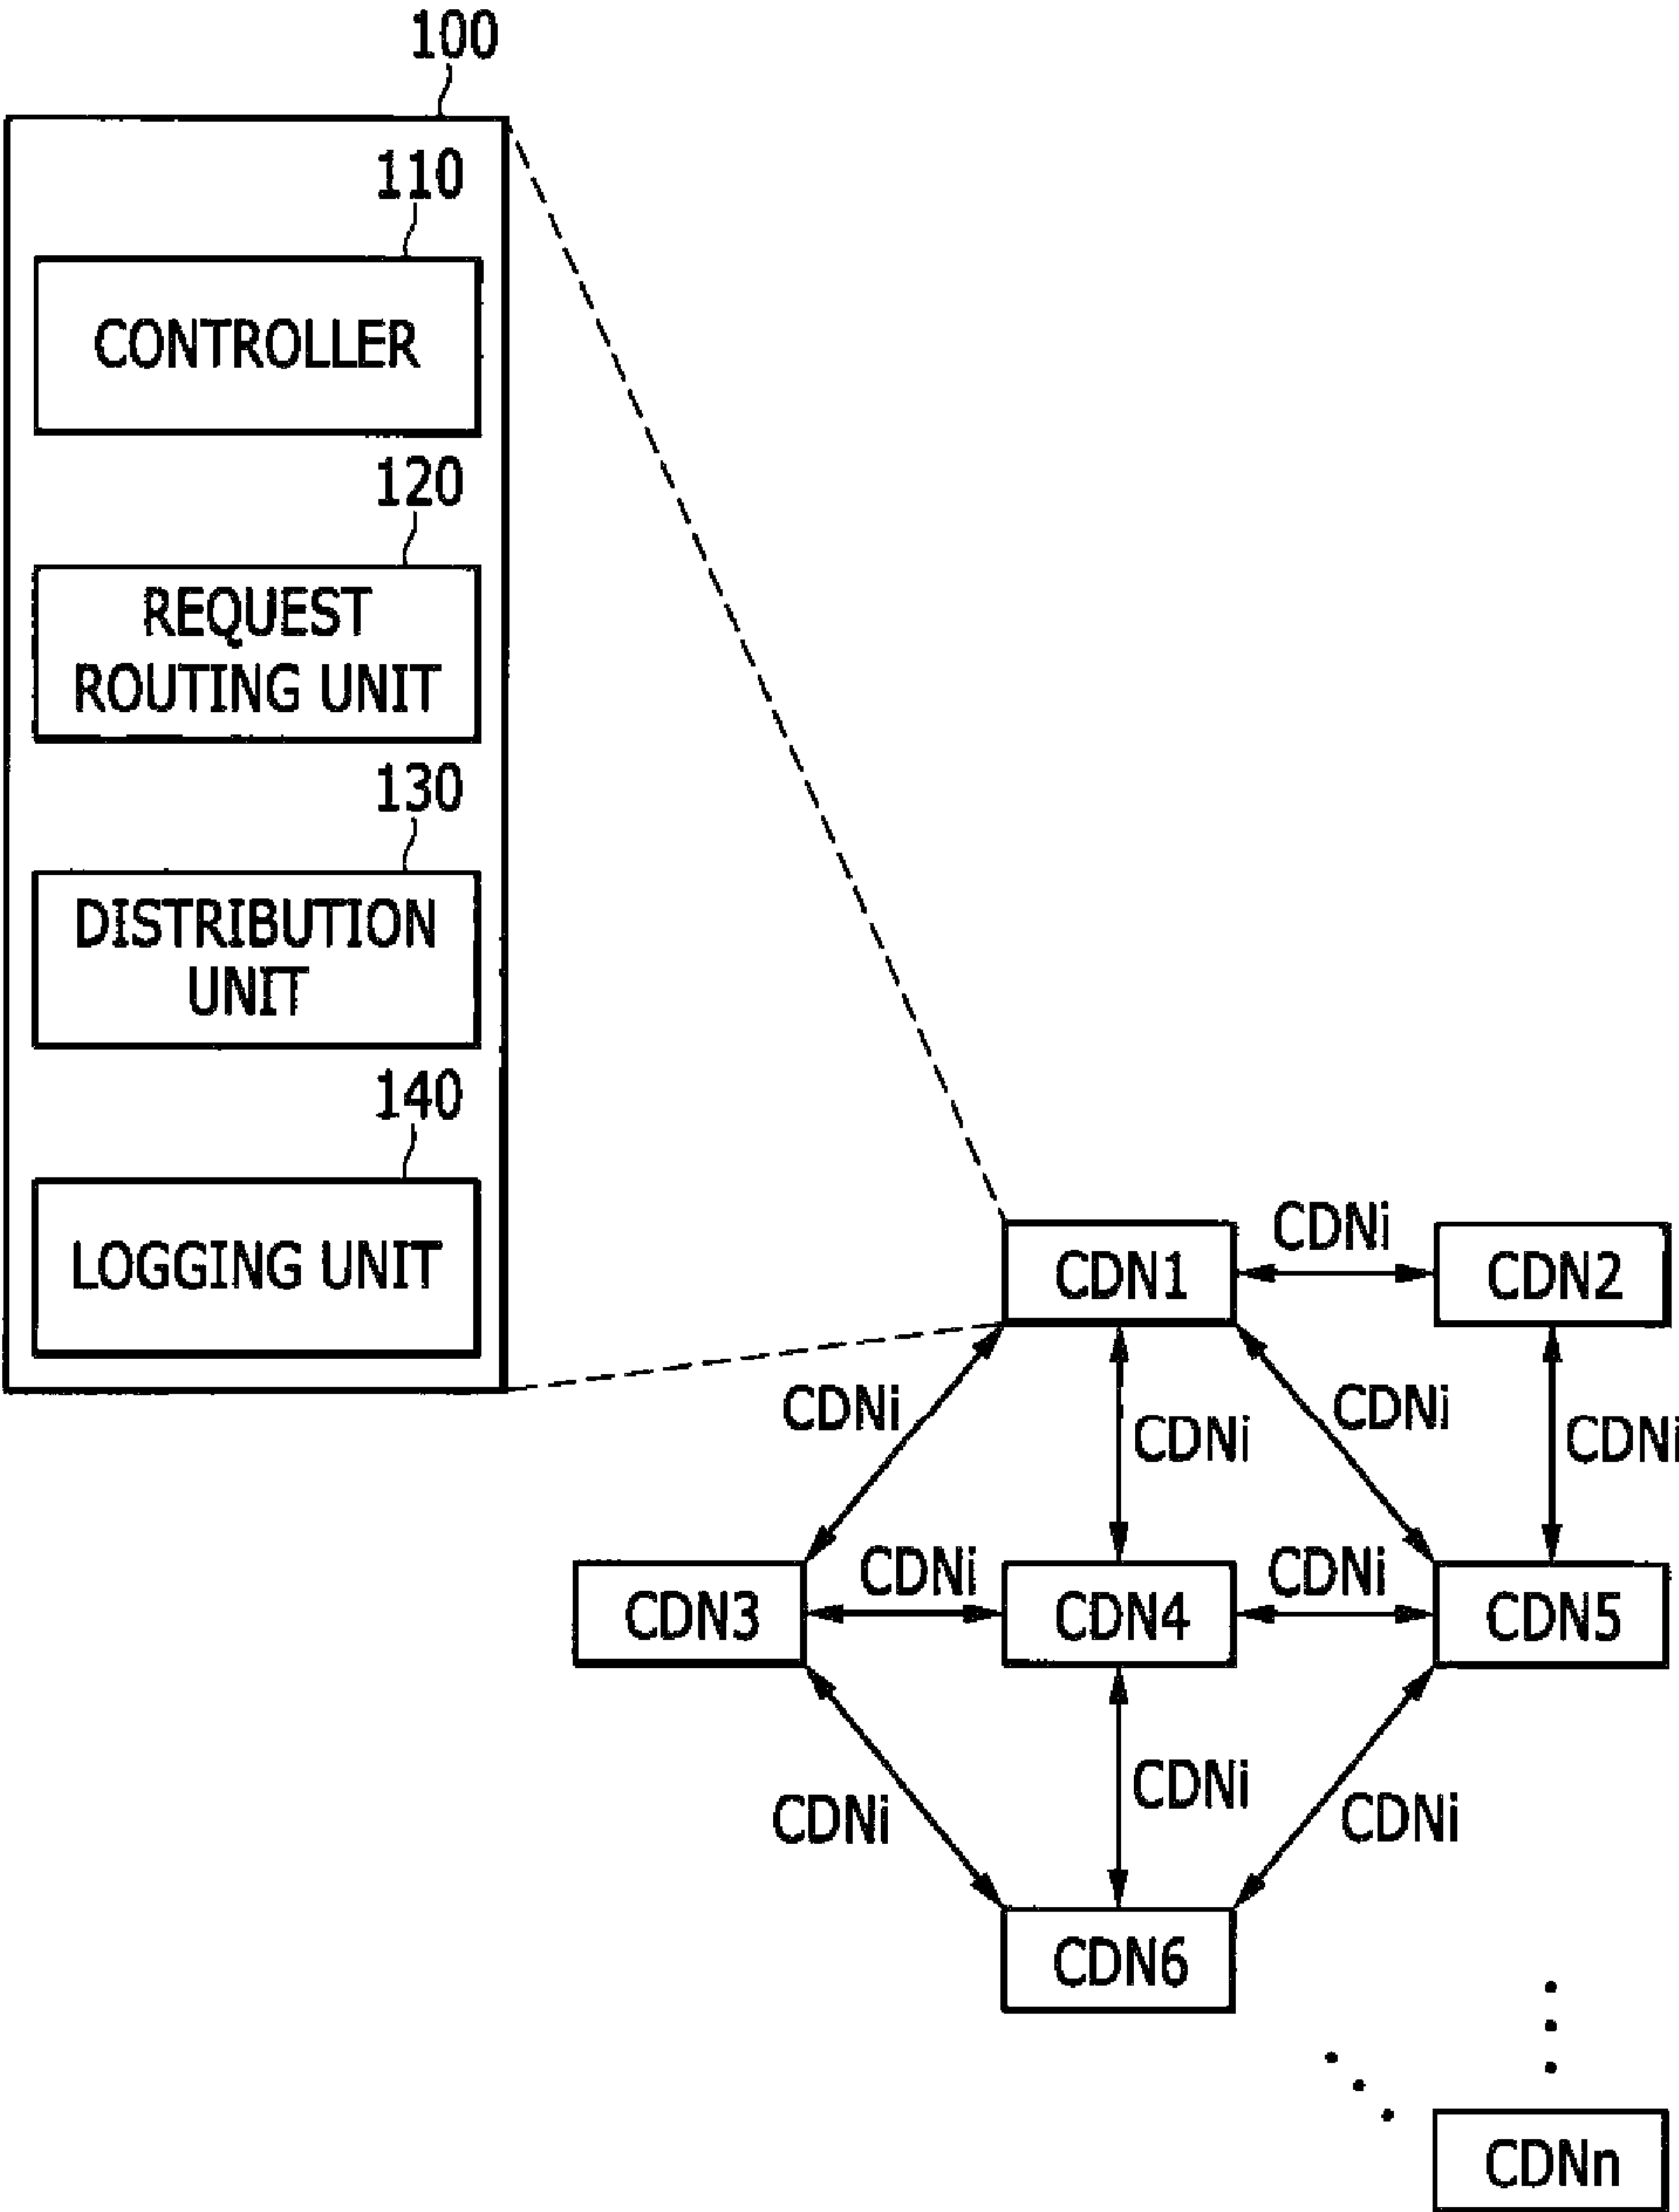 100
110
CONTROLLER
120
REQUEST
ROUTING UNIT
130
DISTRIBUTION
UNIT
140
LOGGING UNIT
CDN1
CDNi
CDN2
CDNi
CDNi
CDNi
CDNi
CDN3
CDNi
CDN4
CDNi
CDN5
CDNi
CDNi
CDNi
CDN6
CDNn